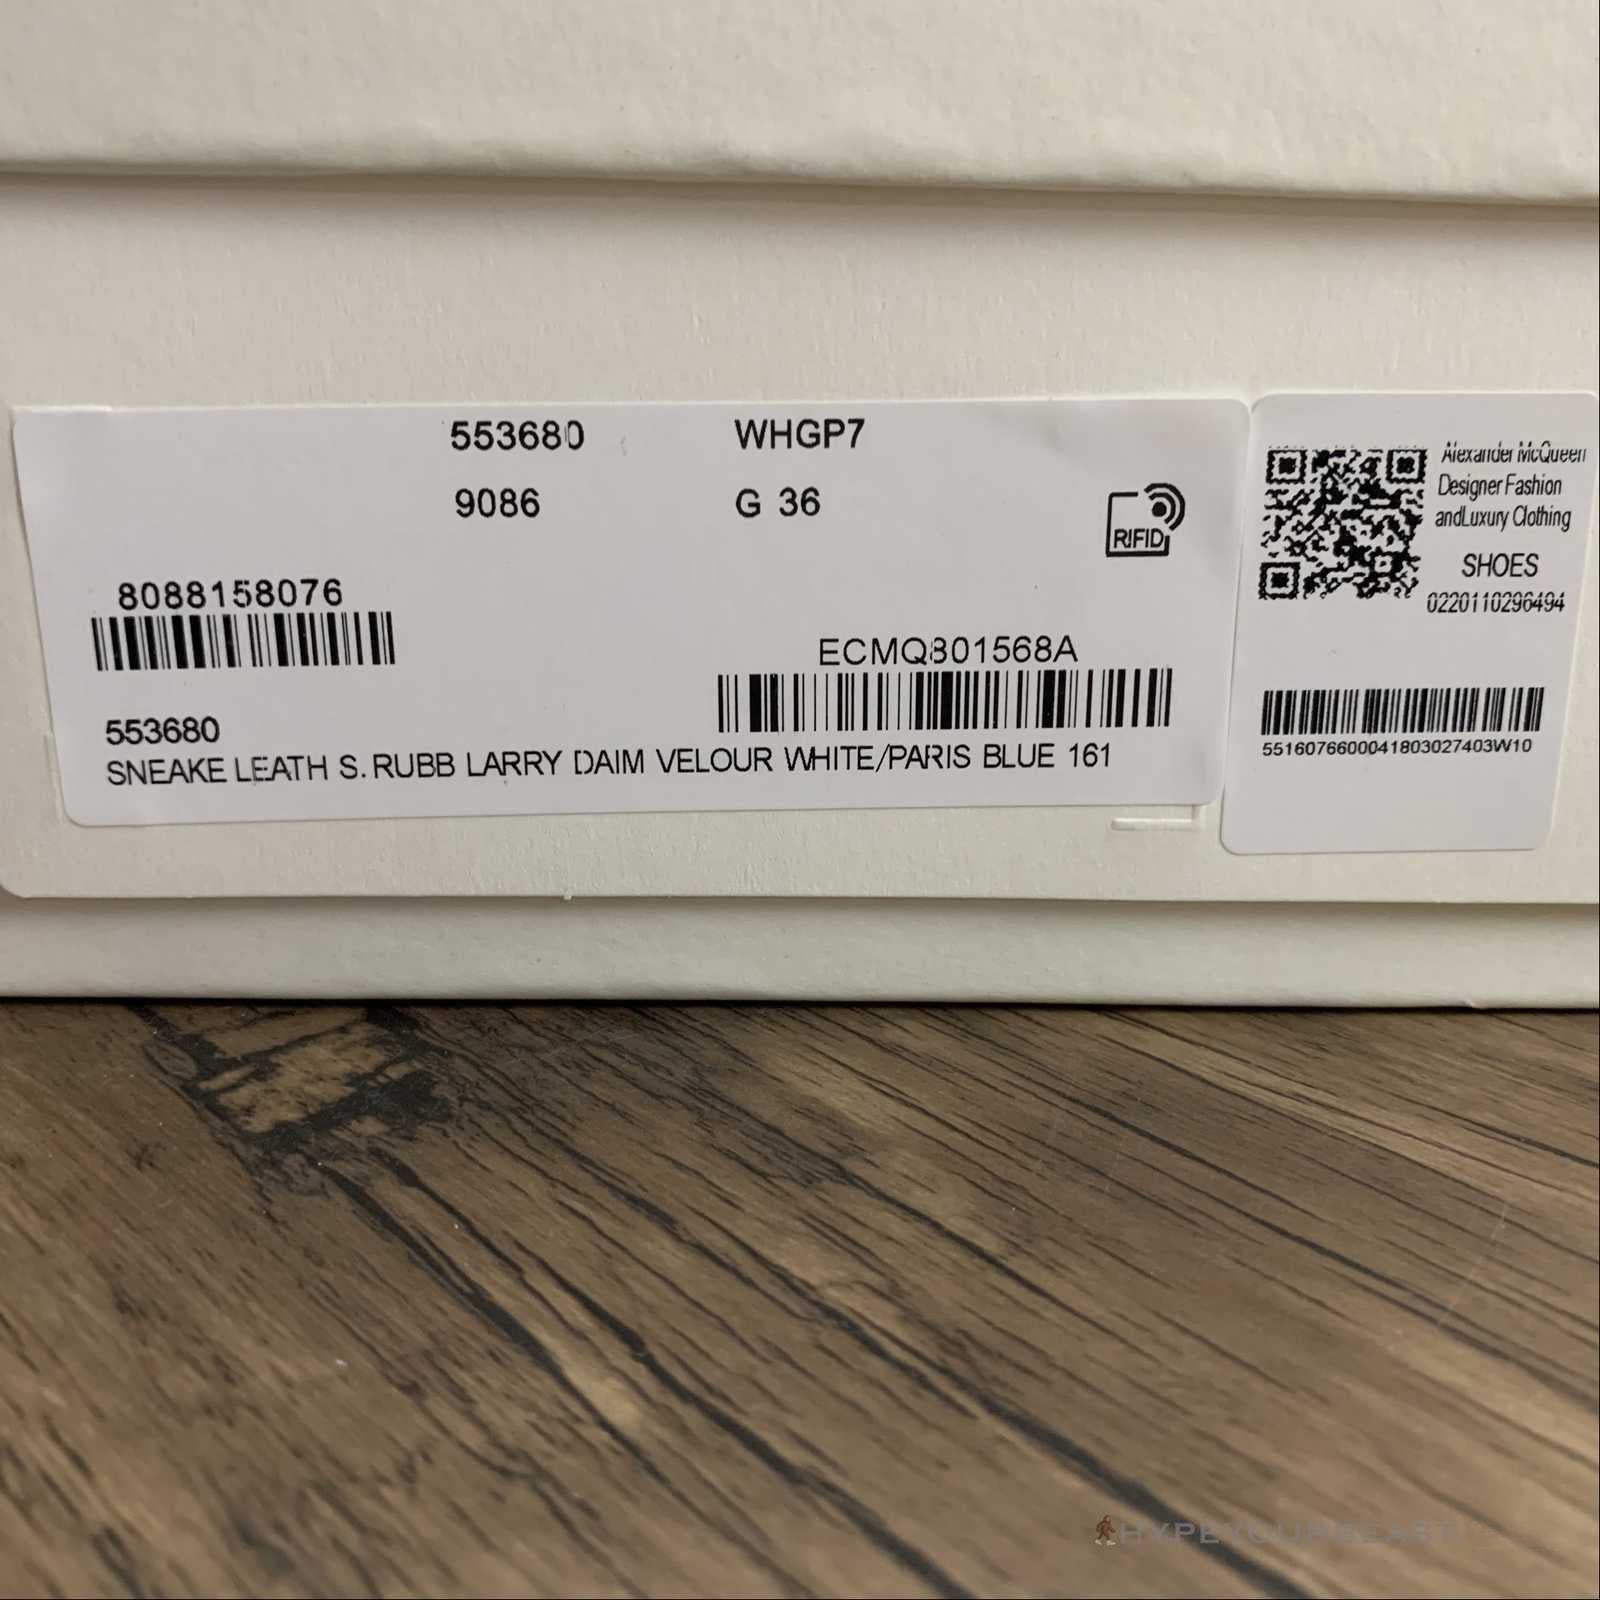 553680 WHGP7
9086 G 36
RIFID
8088158076
ECMQ801568A
553680
SNEAKE LEATH S. RUBB LARRY DAIM VELOUR WHITE/PARIS BLUE 161
Alexander McQueen
Designer Fashion
andLuxury Clothing
SHOES
0220110296494
5516076600041803027403W10
HYPEYOURBEAST